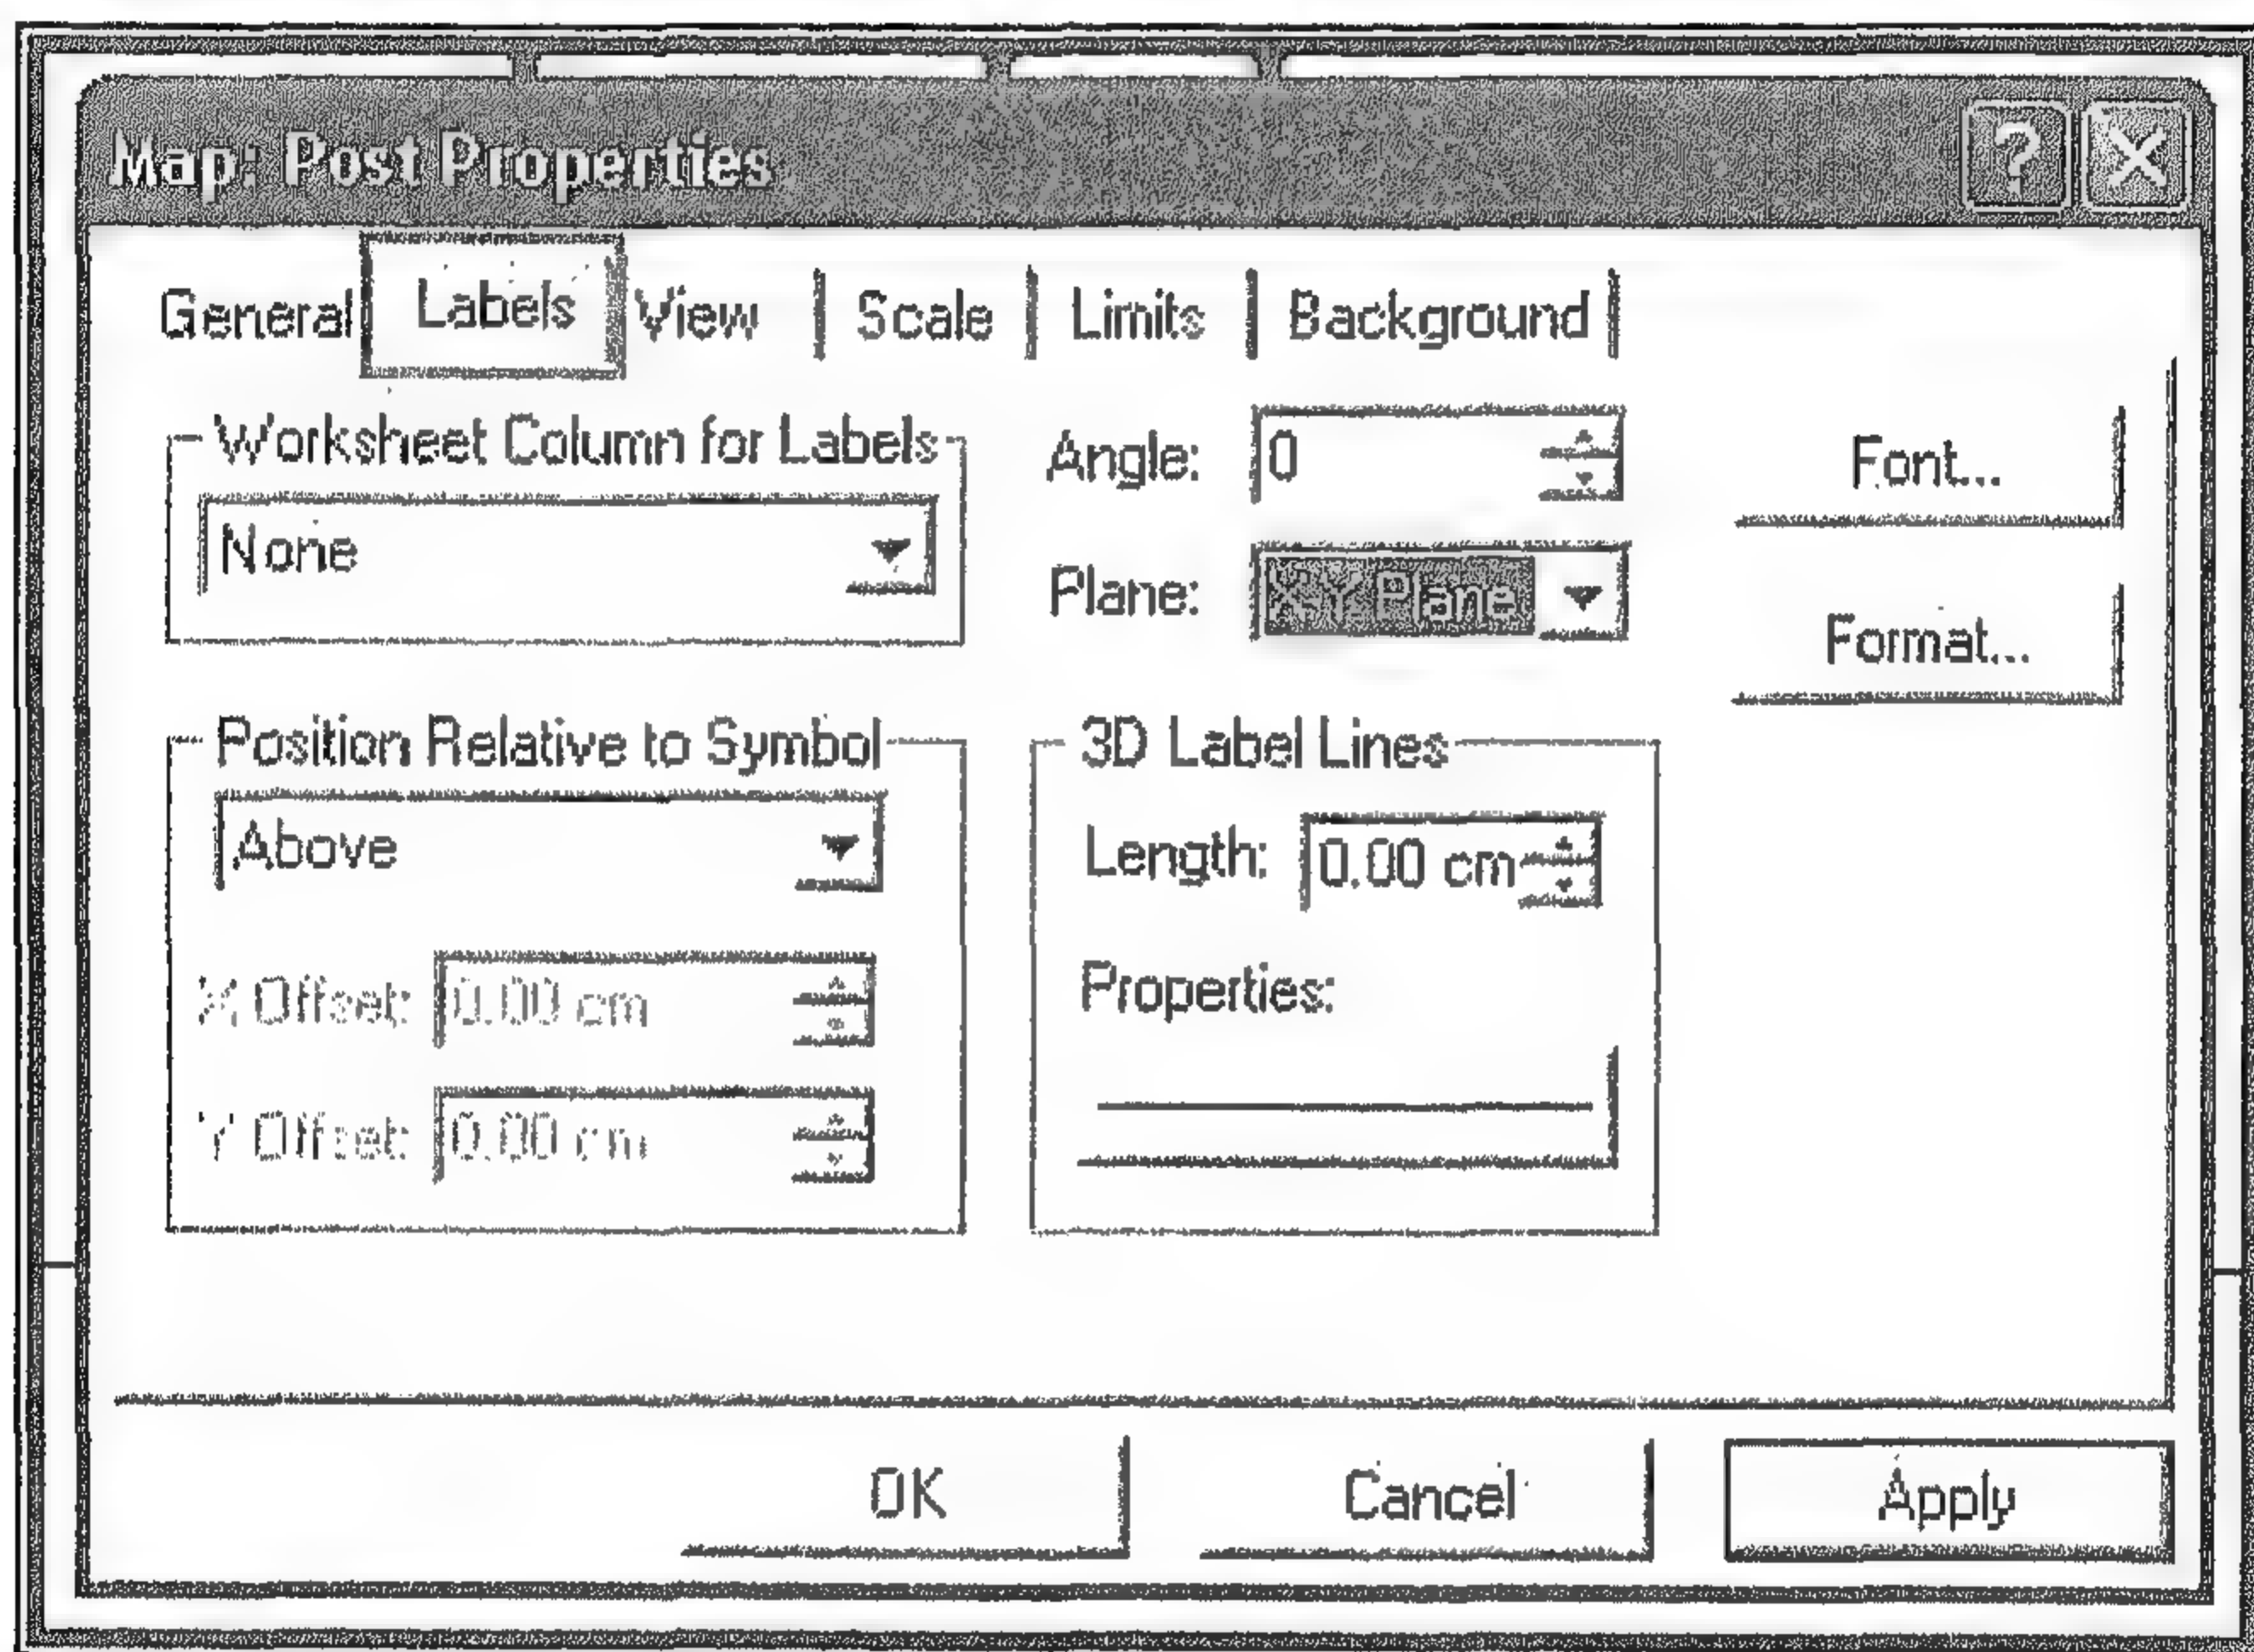 Map: Post Properties ? X
General Labels View Scale Limits Background
Worksheet Column for Labels
None
Angle: 0
Plane: X-Y Plane
Font...
Format...
Position Relative to Symbol
Above
X Offset: 0.00 cm
Y Offset: 0.00 cm
3D Label Lines
Length: 0.00 cm
Properties:
OK Cancel Apply